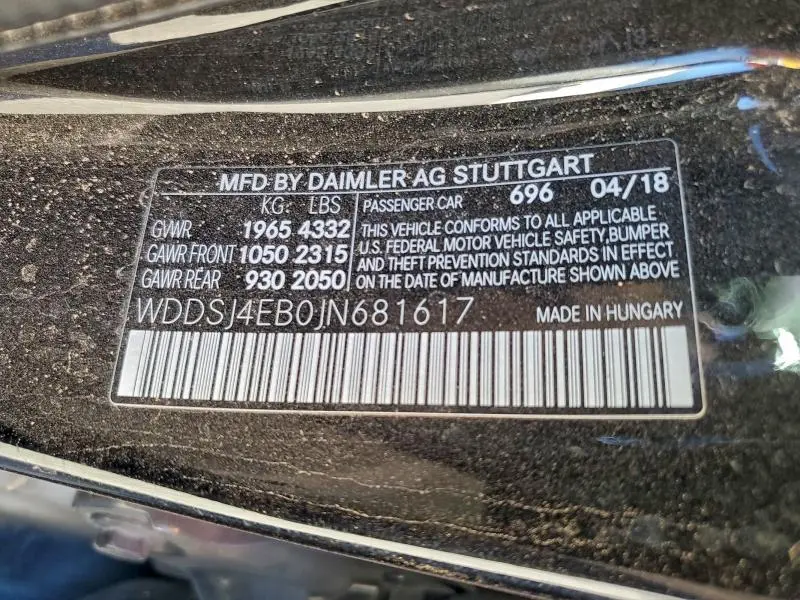 MFD BY DAIMLER AG STUTTGART
KG LBS
GVWR 1965 4332
GAWR FRONT 1050 2315
GAWR REAR 930 2050
PASSENGER CAR 696 04/18
THIS VEHICLE CONFORMS TO ALL APPLICABLE
U.S. FEDERAL MOTOR VEHICLE SAFETY,BUMPER
AND THEFT PREVENTION STANDARDS IN EFFECT
ON THE DATE OF MANUFACTURE SHOWN ABOVE
WDDSJ4EB0JN681617 MADE IN HUNGARY